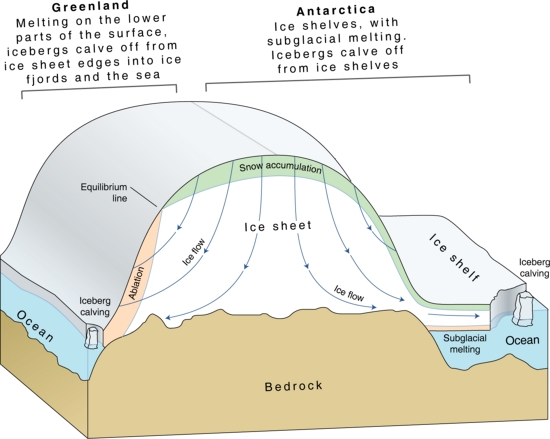 Greenland
Melting on the lower
parts of the surface,
icebergs calve off from
ice sheet edges into ice
fjords and the sea
Antarctica
Ice shelves, with
subglacial melting.
Icebergs calve off
from ice shelves
Snow accumulation
Equilibrium
line
Ice sheet
Ice flow
Ablation
Ice shelf
Iceberg
calving
Iceberg
calving
Ice flow
Ocean
Subglacial
melting
Ocean
Bedrock